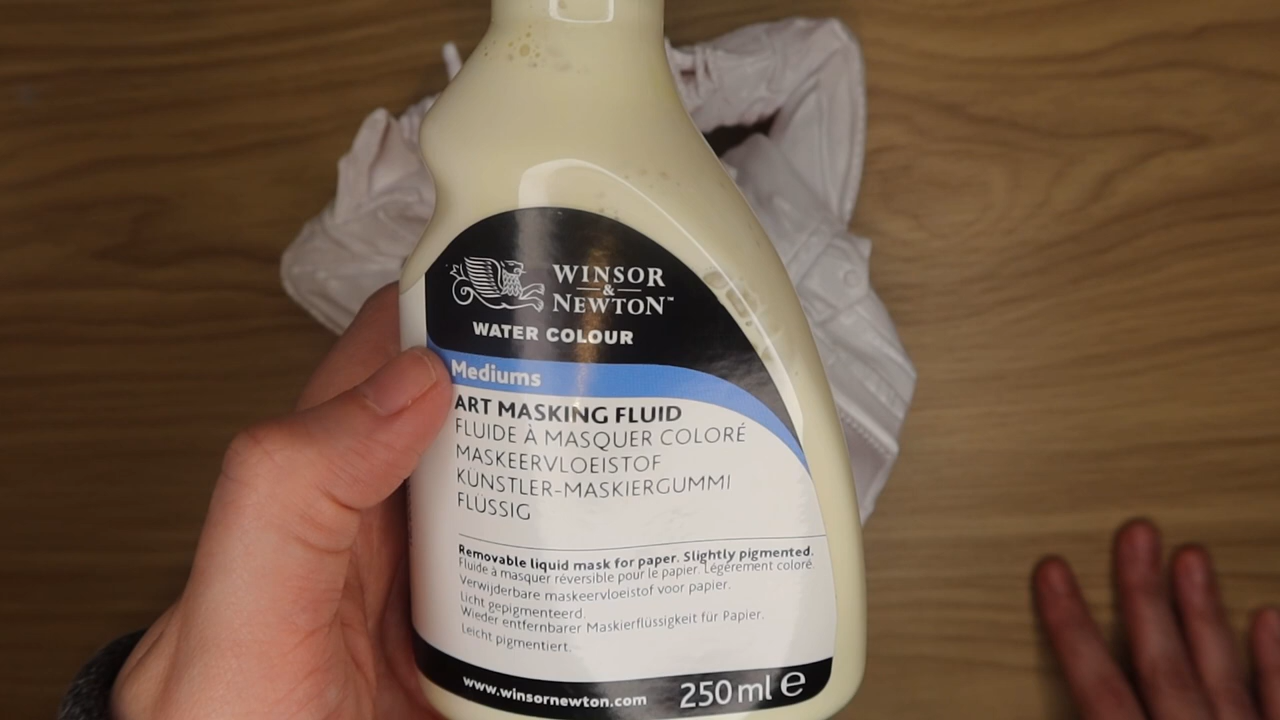 WINSOR
&
NEWTON™
WATER COLOUR
Mediums
ART MASKING FLUID
FLUIDE À MASQUER COLORÉ
MASKEERVLOEISTOF
KÜNSTLER-MASKIERGUMMI
FLÜSSIG
Removable liquid mask for paper. Slightly pigmented.
Fluide à masquer réversible pour le papier. Légèrement coloré.
Verwijderbare maskeervloeistof voor papier.
Licht gepigmenteerd.
Wieder entfernbarer Maskierflüssigkeit für Papier.
Leicht pigmentiert.
www.winsornewton.com 250 ml e